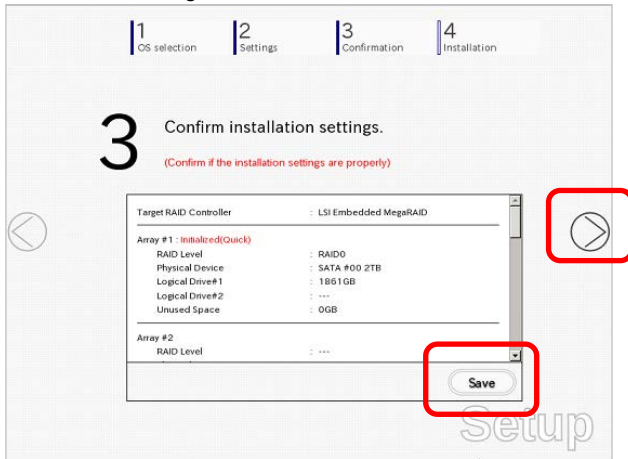 1 2 3 4
OS selection Settings Confirmation Installation
3 Confirm installation settings.
(Confirm if the installation settings are properly)
Target RAID Controller : LSI Embedded MegaRAID
Array #1 : Initialized(Quick)
RAID Level : RAID0
Physical Device : SATA #00 2TB
Logical Drive#1 : 1861GB
Logical Drive#2 : ---
Unused Space : 0GB
Array #2
RAID Level : ---
Save
Setup